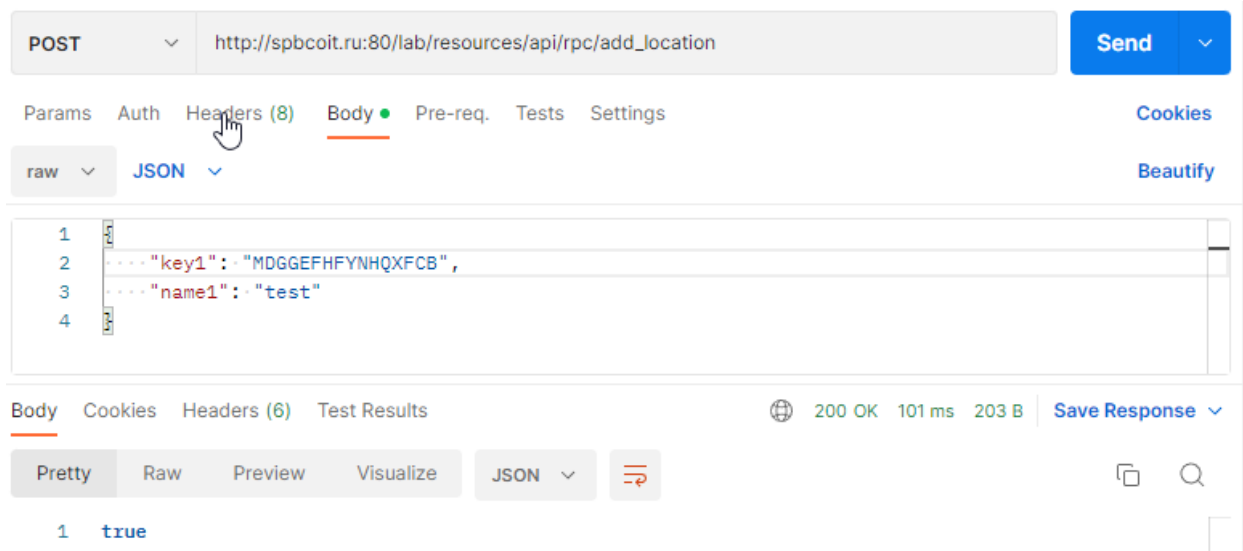 POST http://spbcoit.ru:80/lab/resources/api/rpc/add_location Send
Params Auth Headers (8) Body Pre-req. Tests Settings Cookies
raw JSON Beautify
1 {
2 "key1": "MDGGEFHFYNHQXFCB",
3 "name1": "test"
4 }
Body Cookies Headers (6) Test Results 200 OK 101 ms 203 B Save Response
Pretty Raw Preview Visualize JSON
1 true